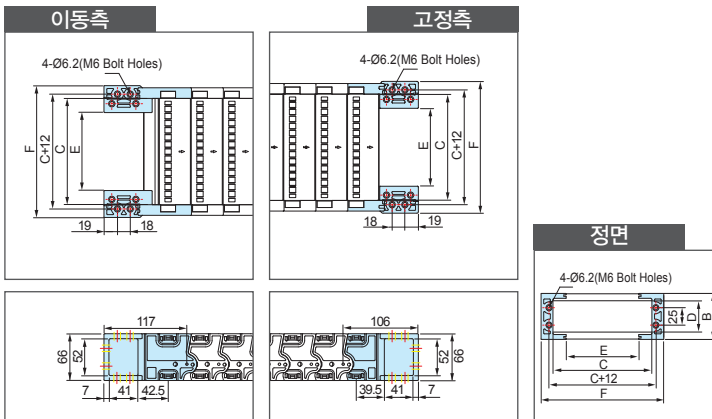 이동측
4-Ø6.2(M6 Bolt Holes)
F
C+12
C
E
19
18
고정측
4-Ø6.2(M6 Bolt Holes)
E
C
C+12
F
18
19
정면
4-Ø6.2(M6 Bolt Holes)
25
D
B
E
C
C+12
F
117
66
52
7
41
42.5
106
52
66
39.5
41
7